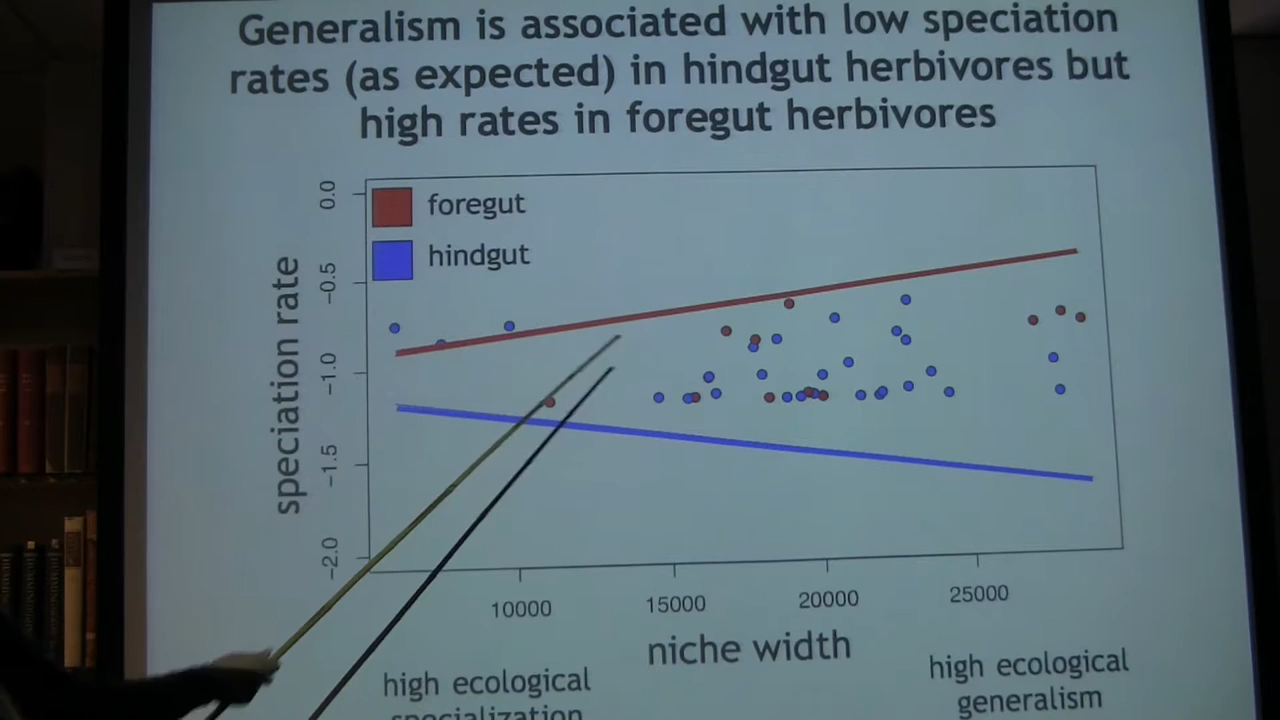 Generalism is associated with low speciation
rates (as expected) in hindgut herbivores but
high rates in foregut herbivores
foregut
hindgut
speciation rate
0.0
−0.5
−1.0
−1.5
−2.0
10000
15000
20000
25000
niche width
high ecological
specialization
high ecological
generalism